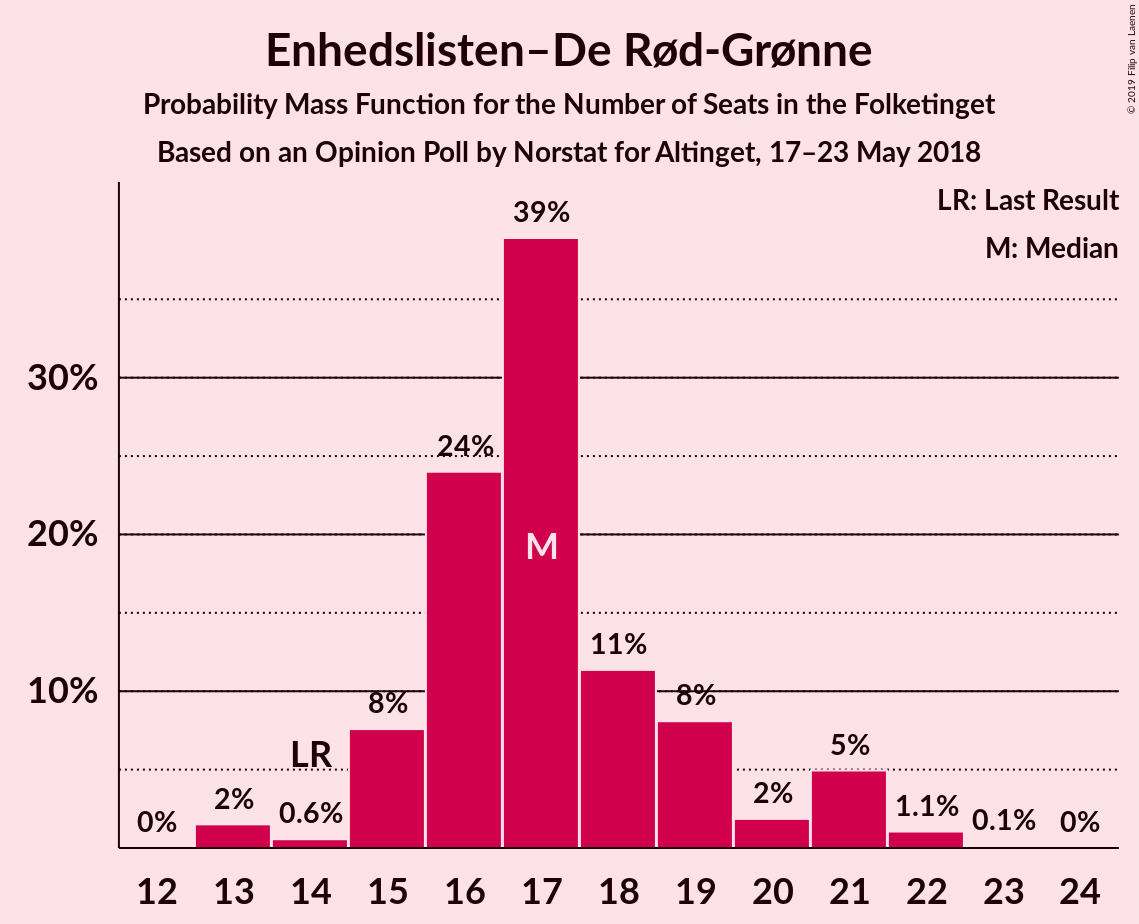 Enhedslisten–De Rød-Grønne
Probability Mass Function for the Number of Seats in the Folketinget
Based on an Opinion Poll by Norstat for Altinget, 17–23 May 2018
© 2019 Filip van Laenen
LR: Last Result
M: Median
39%
30%
24%
20%
M
11%
10%
8%
8%
LR
5%
0%
2%
0.6%
2%
1.1%
0.1%
0%
12 13 14 15 16 17 18 19 20 21 22 23 24